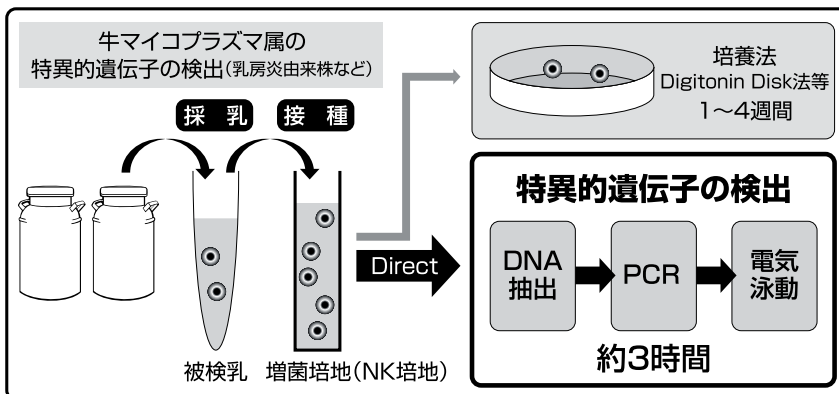 牛マイコプラズマ属の
特異的遺伝子の検出(乳房炎由来株など)
採 乳
接 種
被検乳
増菌培地(NK培地)
培養法
Digitonin Disk法等
1〜4週間
Direct
特異的遺伝子の検出
DNA
抽出
PCR
電気
泳動
約3時間